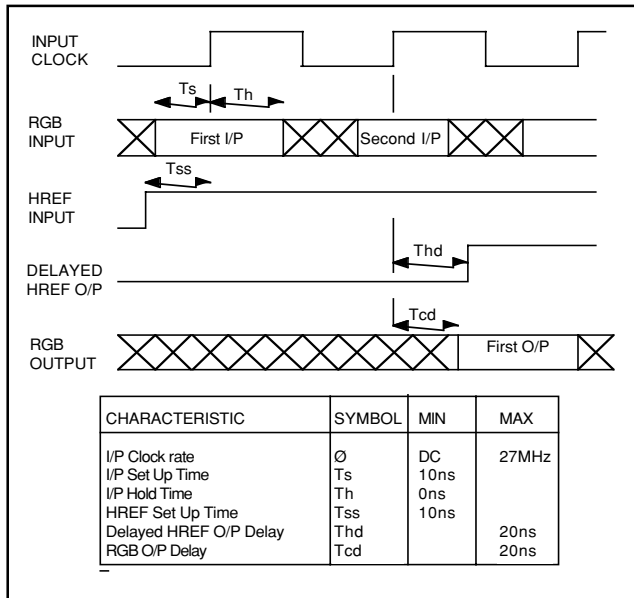 INPUT
CLOCK
Ts
Th
RGB
INPUT
First I/P
Second I/P
Tss
HREF
INPUT
Thd
DELAYED
HREF O/P
Tcd
RGB
OUTPUT
First O/P
CHARACTERISTIC SYMBOL MIN MAX
I/P Clock rate Ø DC 27MHz
I/P Set Up Time Ts 10ns
I/P Hold Time Th 0ns
HREF Set Up Time Tss 10ns
Delayed HREF O/P Delay Thd 20ns
RGB O/P Delay Tcd 20ns